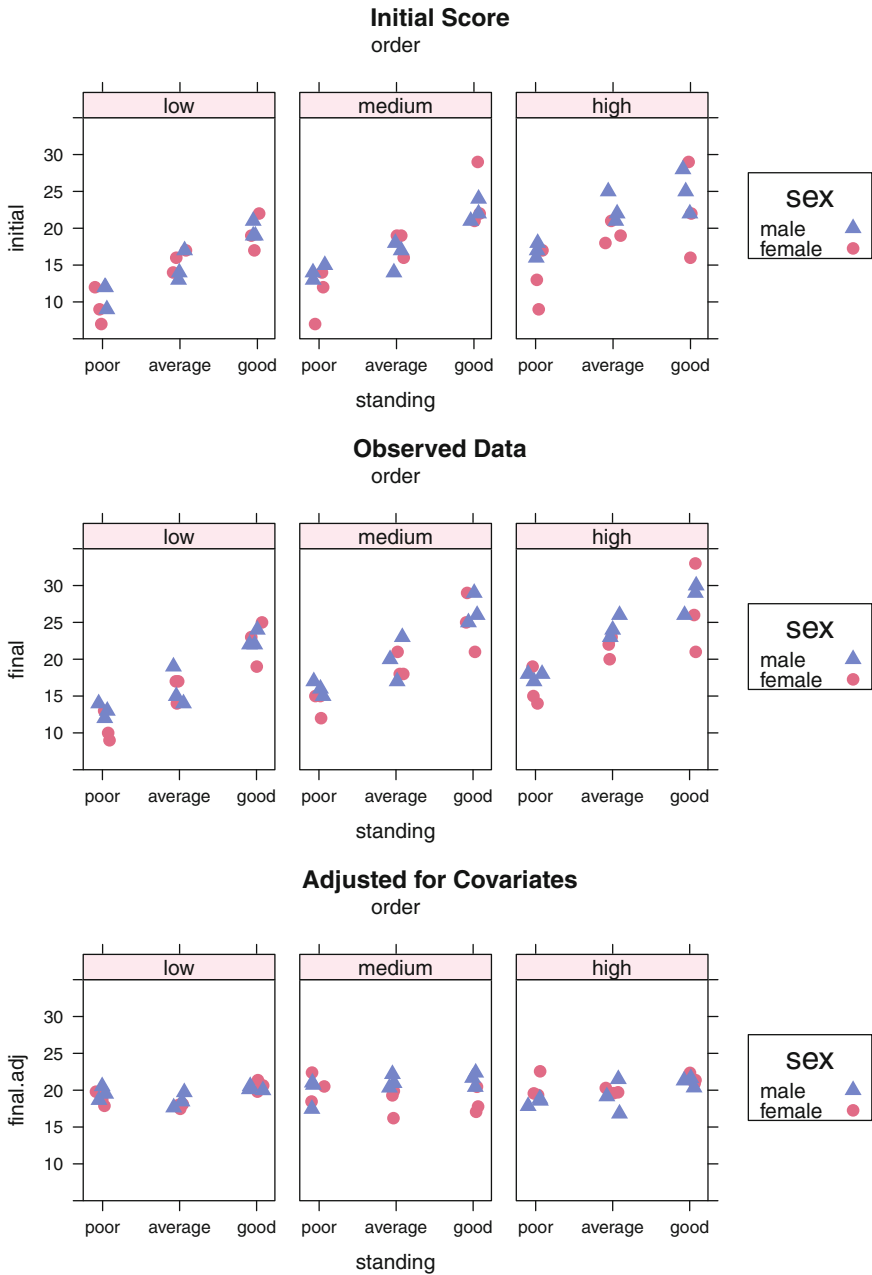 Initial Score
order
low medium high
30
25
20
15
10
initial
poor average good poor average good poor average good
standing
sex
male
female
Observed Data
order
low medium high
30
25
20
15
10
final
poor average good poor average good poor average good
standing
sex
male
female
Adjusted for Covariates
order
low medium high
30
25
20
15
10
final.adj
poor average good poor average good poor average good
standing
sex
male
female